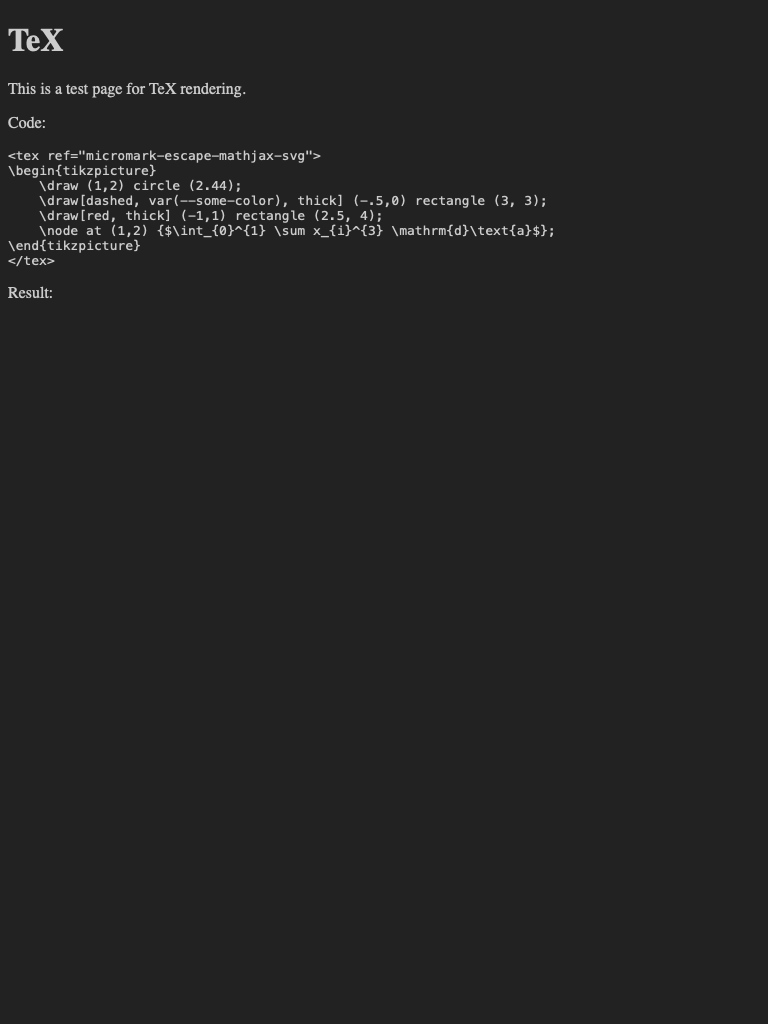 TeX
This is a test page for TeX rendering.
Code:
<tex ref="micromark-escape-mathjax-svg">
\begin{tikzpicture}
    \draw (1,2) circle (2.44);
    \draw[dashed, var(--some-color), thick] (-.5,0) rectangle (3, 3);
    \draw[red, thick] (-1,1) rectangle (2.5, 4);
    \node at (1,2) {$\int_{0}^{1} \sum x_{i}^{3} \mathrm{d}\text{a}$};
\end{tikzpicture}
</tex>
Result: